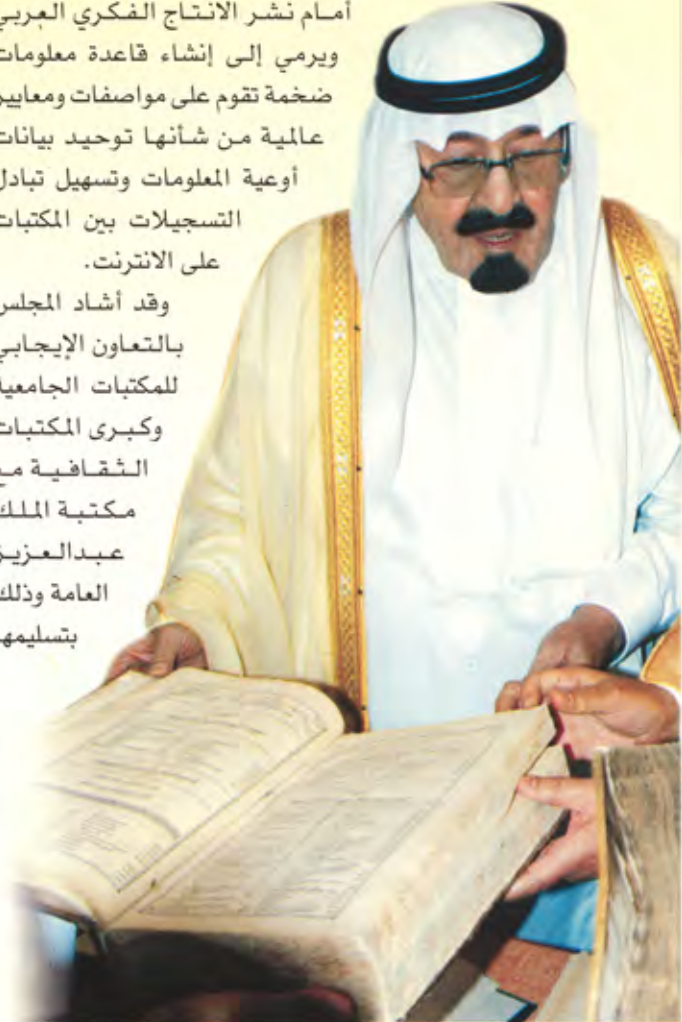 أمام نشر الانتاج الفكري العربي
ويرمي إلى إنشاء قاعدة معلومات
ضخمة تقوم على مواصفات ومعايير
عالمية من شأنها توحيد بيانات
أوعية المعلومات وتسهيل تبادل
التسجيلات بين المكتبات
على الانترنت.
وقد أشاد المجلس
بالتعاون الإيجابي
للمكتبات الجامعية
وكبرى المكتبات
الثقافية مع
مكتبة الملك
عبدالعزيز
العامة وذلك
بتسليمها